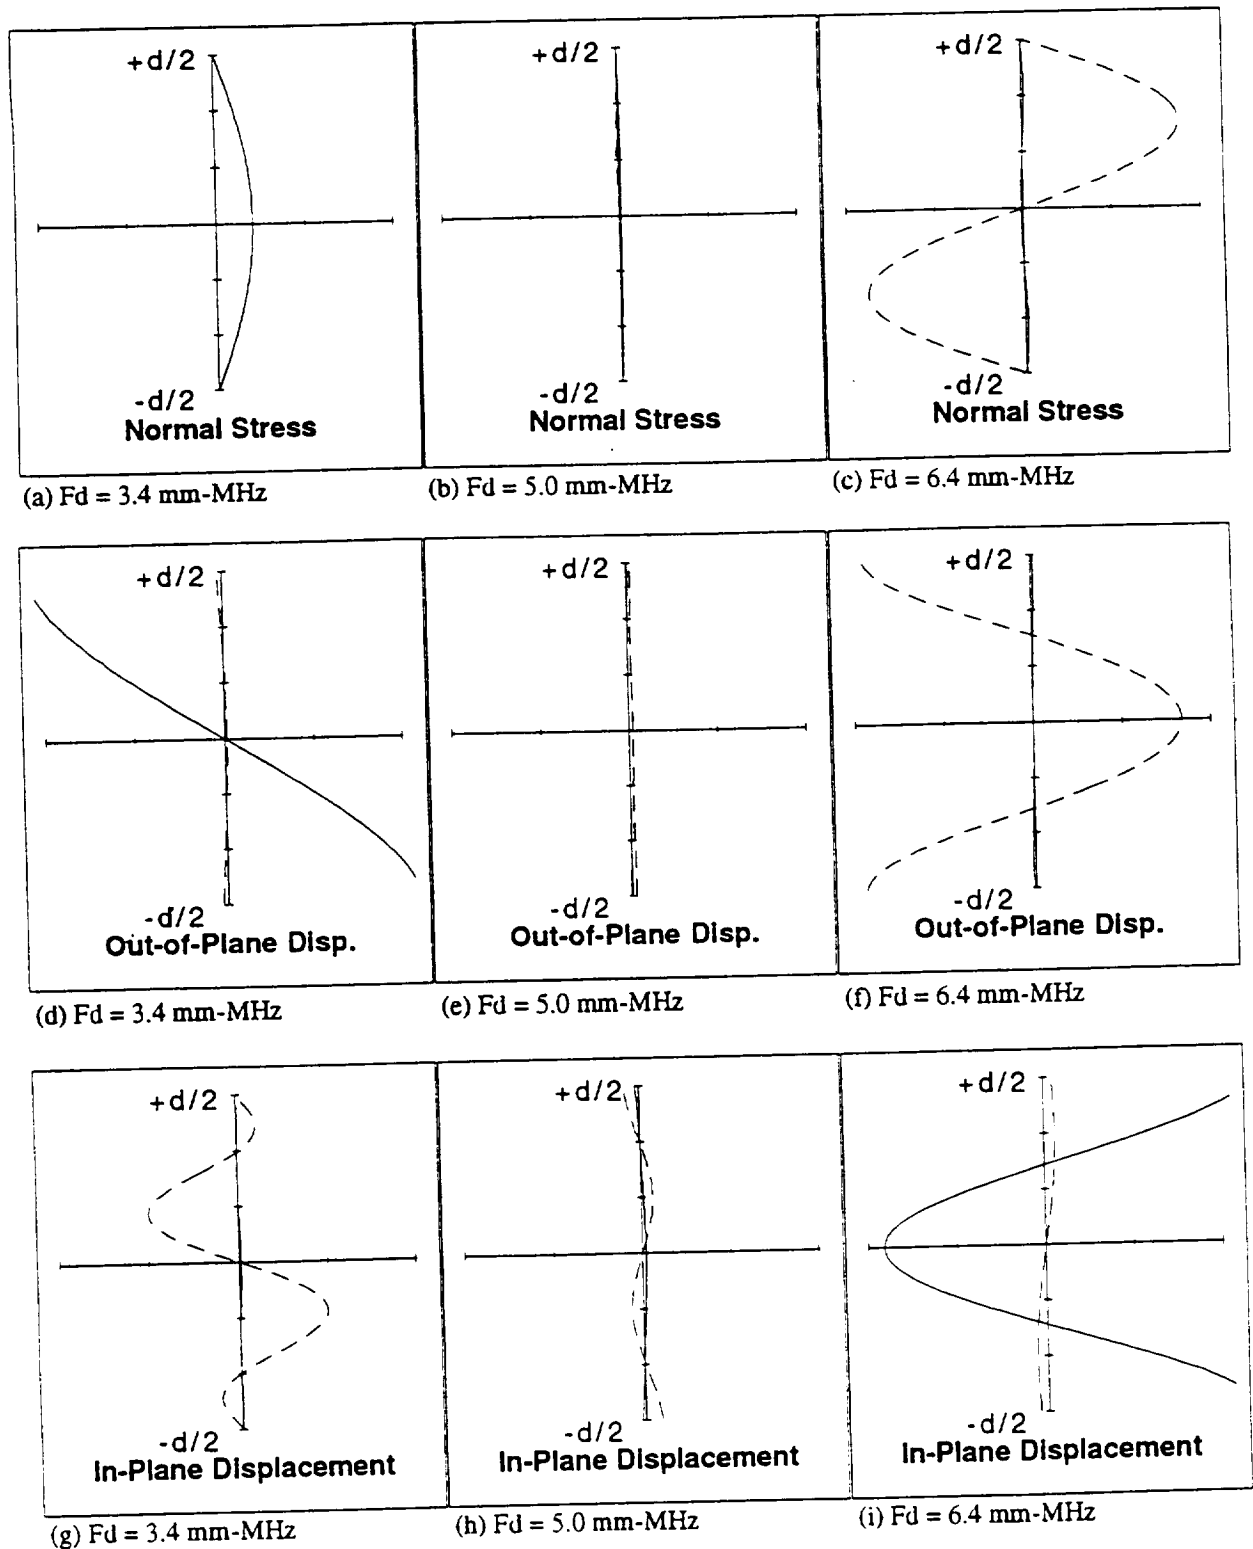 +d/2
-d/2
Normal Stress
(a) Fd = 3.4 mm-MHz
+d/2
-d/2
Normal Stress
(b) Fd = 5.0 mm-MHz
+d/2
-d/2
Normal Stress
(c) Fd = 6.4 mm-MHz
+d/2
-d/2
Out-of-Plane Disp.
(d) Fd = 3.4 mm-MHz
+d/2
-d/2
Out-of-Plane Disp.
(e) Fd = 5.0 mm-MHz
+d/2
-d/2
Out-of-Plane Disp.
(f) Fd = 6.4 mm-MHz
+d/2
-d/2
In-Plane Displacement
(g) Fd = 3.4 mm-MHz
+d/2
-d/2
In-Plane Displacement
(h) Fd = 5.0 mm-MHz
+d/2
-d/2
In-Plane Displacement
(i) Fd = 6.4 mm-MHz